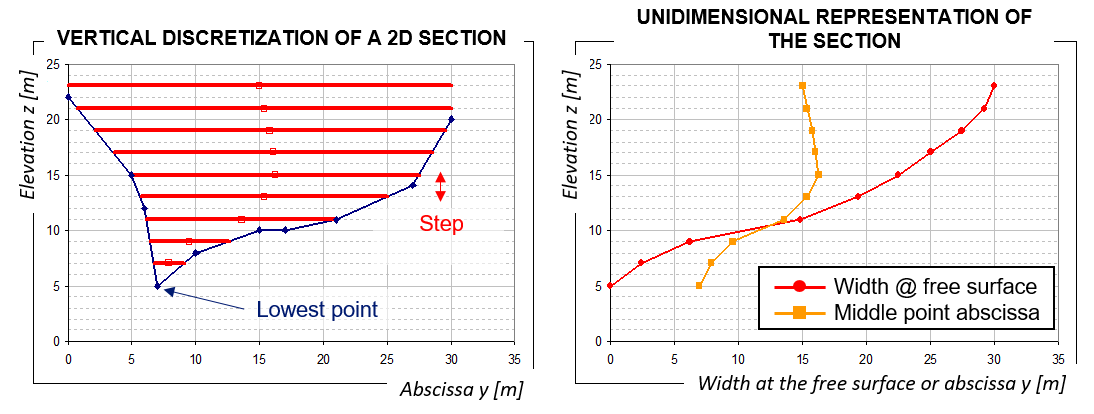 VERTICAL DISCRETIZATION OF A 2D SECTION
Elevation z [m]
25
20
15
10
5
0
Step
Lowest point
0 5 10 15 20 25 30 35
Abscissa y [m]
UNIDIMENSIONAL REPRESENTATION OF
THE SECTION
Elevation z [m]
25
20
15
10
5
0
Width @ free surface
Middle point abscissa
0 5 10 15 20 25 30 35
Width at the free surface or abscissa y [m]